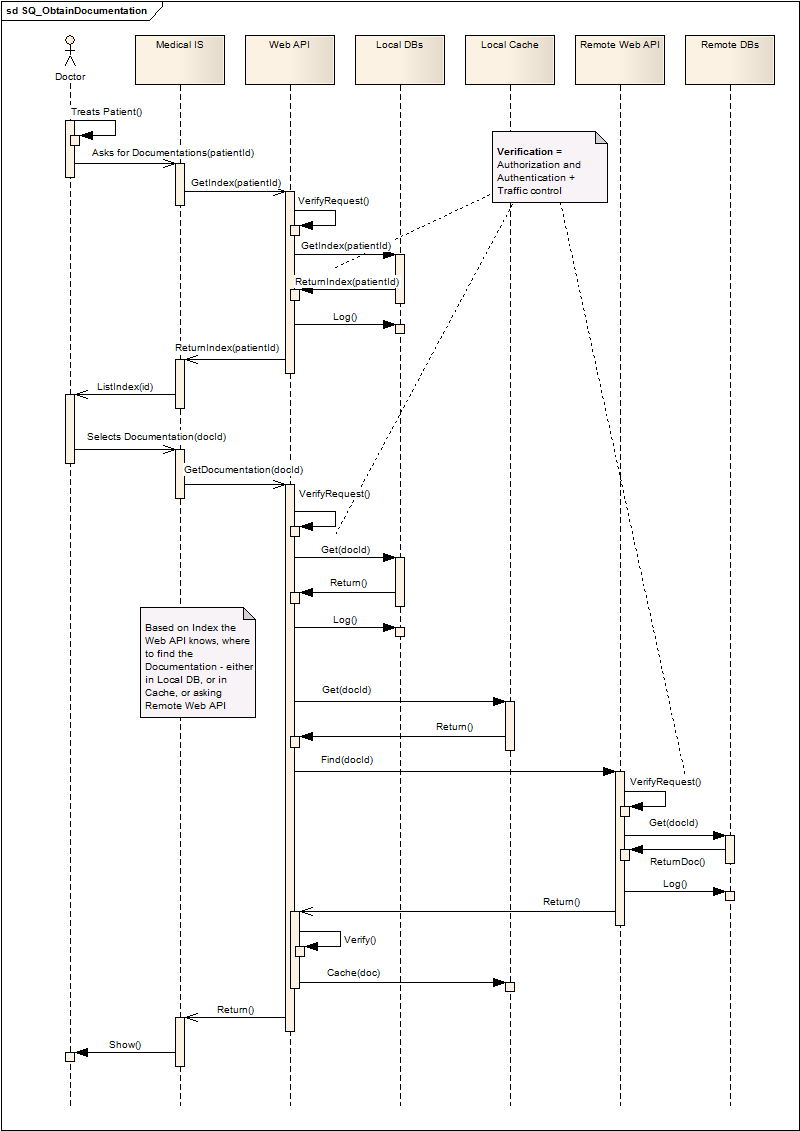 sd SQ_ObtainDocumentation
Doctor
Medical IS
Web API
Local DBs
Local Cache
Remote Web API
Remote DBs
Treats Patient()
Asks for Documentations(patientId)
Verification =
Authorization and
Authentication +
Traffic control
GetIndex(patientId)
VerifyRequest()
GetIndex(patientId)
ReturnIndex(patientId)
Log()
ReturnIndex(patientId)
ListIndex(id)
Selects Documentation(docId)
GetDocumentation(docId)
VerifyRequest()
Get(docId)
Return()
Log()
Based on Index the
Web API knows, where
to find the
Documentation - either
in Local DB, or in
Cache, or asking
Remote Web API
Get(docId)
Return()
Find(docId)
VerifyRequest()
Get(docId)
ReturnDoc()
Log()
Return()
Verify()
Cache(doc)
Return()
Show()